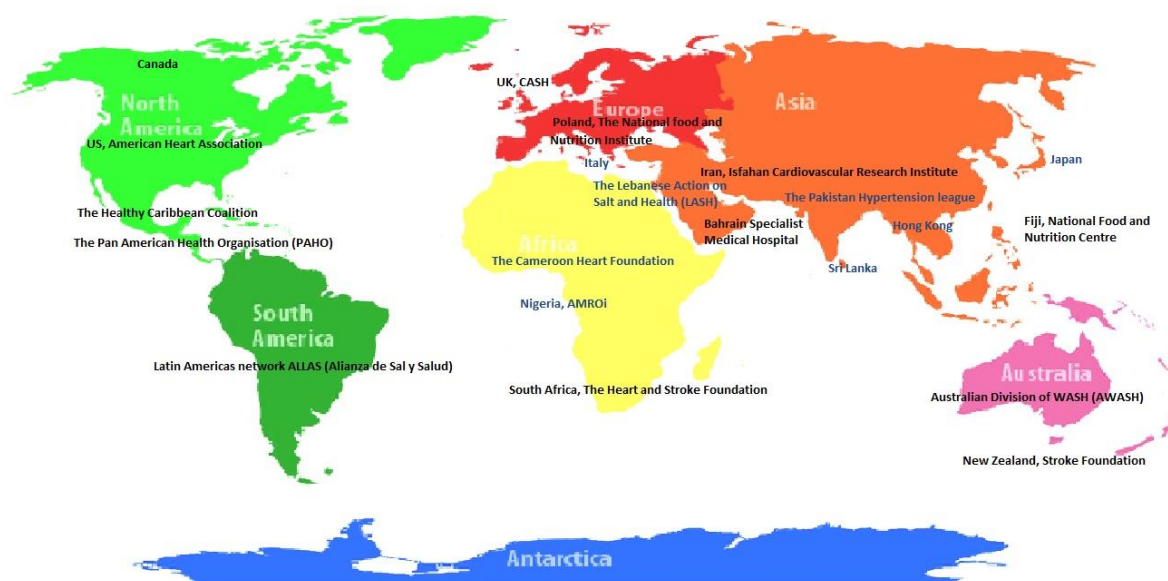 Canada
North
America
US, American Heart Association
The Healthy Caribbean Coalition
The Pan American Health Organisation (PAHO)
South
America
Latin Americas network ALLAS (Alianza de Sal y Salud)
UK, CASH
Europe
Poland, The National food and
Nutrition Institute
Italy
Asia
Iran, Isfahan Cardiovascular Research Institute
Japan
The Lebanese Action on
Salt and Health (LASH)
The Pakistan Hypertension league
Bahrain Specialist
Medical Hospital
Hong Kong
Sri Lanka
Fiji, National Food and
Nutrition Centre
Africa
The Cameroon Heart Foundation
Nigeria, AMROi
South Africa, The Heart and Stroke Foundation
Australia
Australian Division of WASH (AWASH)
New Zealand, Stroke Foundation
Antarctica